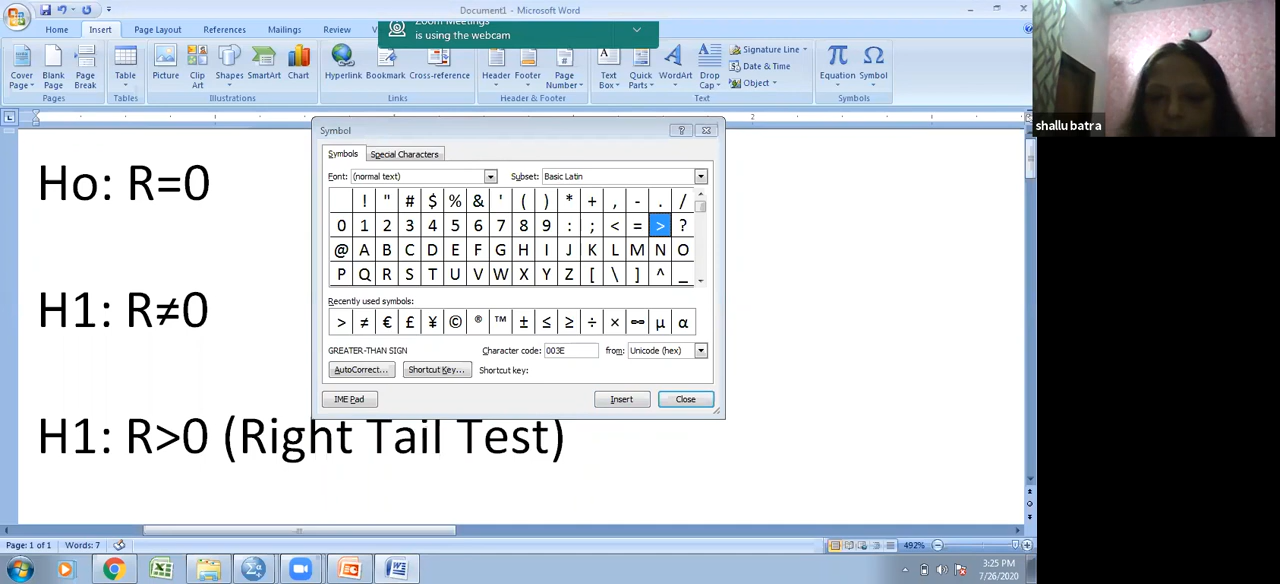 Document1 - Microsoft Word
Zoom Meetings
is using the webcam
Home Insert Page Layout References Mailings Review
Cover Page Blank Page Page Break Table Picture Clip Art Shapes SmartArt Chart Hyperlink Bookmark Cross-reference Header Footer Page Number Text Box Quick Parts WordArt Drop Cap Signature Line Date & Time Object Equation Symbol
Pages Tables Illustrations Links Header & Footer Text Symbols
shallu batra
2
Symbol
Symbols Special Characters
Font: (normal text) Subset: Basic Latin
! " # $ % & ' ( ) * + , - . /
0 1 2 3 4 5 6 7 8 9 : ; < = > ?
@ A B C D E F G H I J K L M N O
P Q R S T U V W X Y Z [ \ ] ^ _
Recently used symbols:
> ≠ € £ ¥ © ® ™ ± ≤ ≥ ÷ × ∞ µ α
GREATER-THAN SIGN Character code: 003E from: Unicode (hex)
AutoCorrect... Shortcut Key... Shortcut key:
IME Pad Insert Close
Ho: R=0
H1: R≠0
H1: R>0 (Right Tail Test)
Page: 1 of 1 Words: 7 492%
3:25 PM
7/26/2020